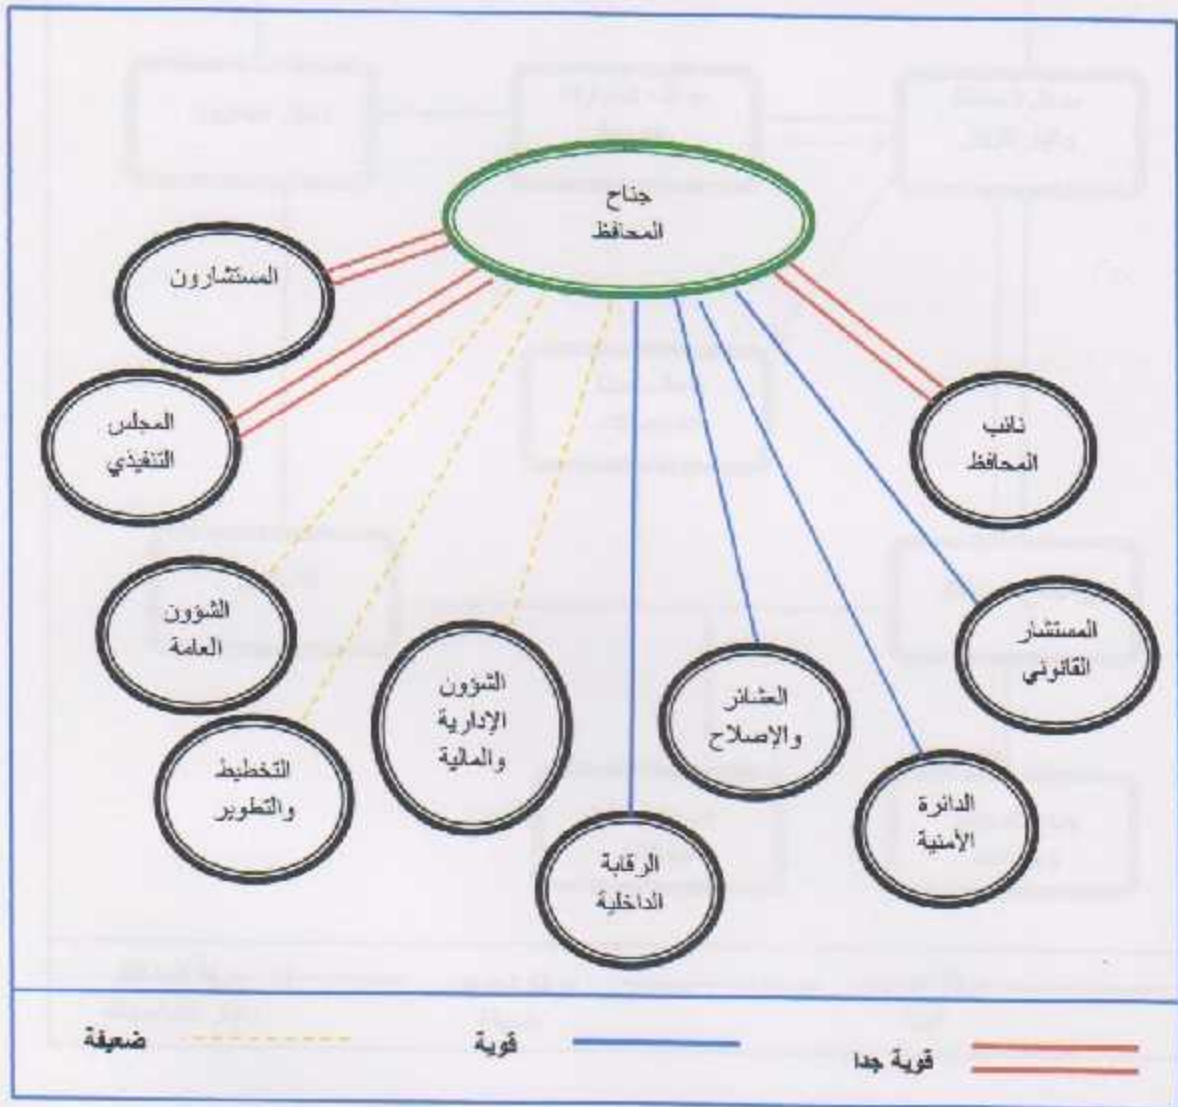 جناح
المحافظ
المستشارون
المجلس
التنفيذي
نائب
المحافظ
الشؤون
العامة
المستشار
القانوني
الشؤون
الإدارية
والمالية
العشائر
والإصلاح
التخطيط
والتطوير
الدائرة
الأمنية
الرقابة
الداخلية
قوية جدا
قوية
ضعيفة